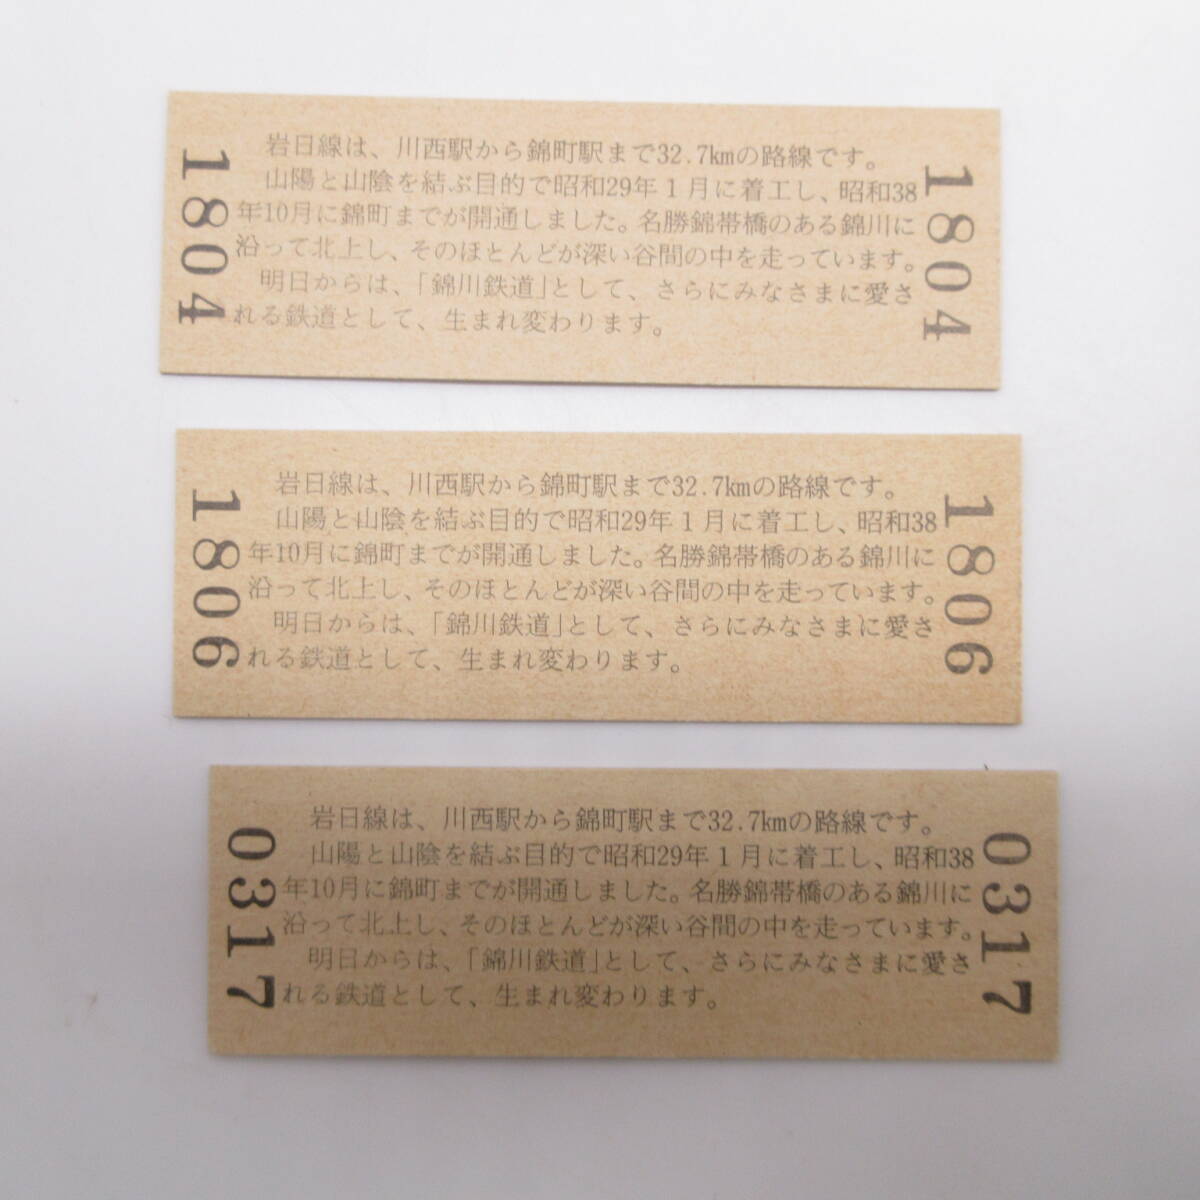 1804
岩日線は、川西駅から錦町駅まで32.7kmの路線です。
山陽と山陰を結ぶ目的で昭和29年1月に着工し、昭和38
年10月に錦町までが開通しました。名勝錦帯橋のある錦川に
沿って北上し、そのほとんどが深い谷間の中を走っています。
明日からは、「錦川鉄道」として、さらにみなさまに愛さ
れる鉄道として、生まれ変わります。
1804
1806
岩日線は、川西駅から錦町駅まで32.7kmの路線です。
山陽と山陰を結ぶ目的で昭和29年1月に着工し、昭和38
年10月に錦町までが開通しました。名勝錦帯橋のある錦川に
沿って北上し、そのほとんどが深い谷間の中を走っています。
明日からは、「錦川鉄道」として、さらにみなさまに愛さ
れる鉄道として、生まれ変わります。
1806
0317
岩日線は、川西駅から錦町駅まで32.7kmの路線です。
山陽と山陰を結ぶ目的で昭和29年1月に着工し、昭和38
年10月に錦町までが開通しました。名勝錦帯橋のある錦川に
沿って北上し、そのほとんどが深い谷間の中を走っています。
明日からは、「錦川鉄道」として、さらにみなさまに愛さ
れる鉄道として、生まれ変わります。
0317